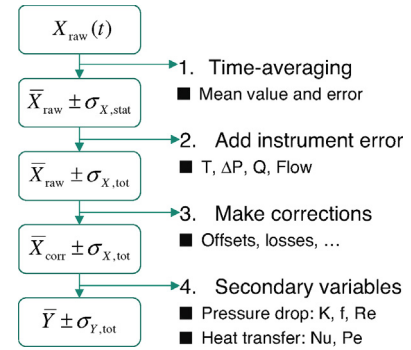 X_raw(t)
1. Time-averaging
X̅_raw ± σ_X,stat
■ Mean value and error
2. Add instrument error
X̅_raw ± σ_X,tot
■ T, ΔP, Q, Flow
3. Make corrections
X̅_corr ± σ_X,tot
■ Offsets, losses, ...
4. Secondary variables
Y̅ ± σ_Y,tot
■ Pressure drop: K, f, Re
■ Heat transfer: Nu, Pe